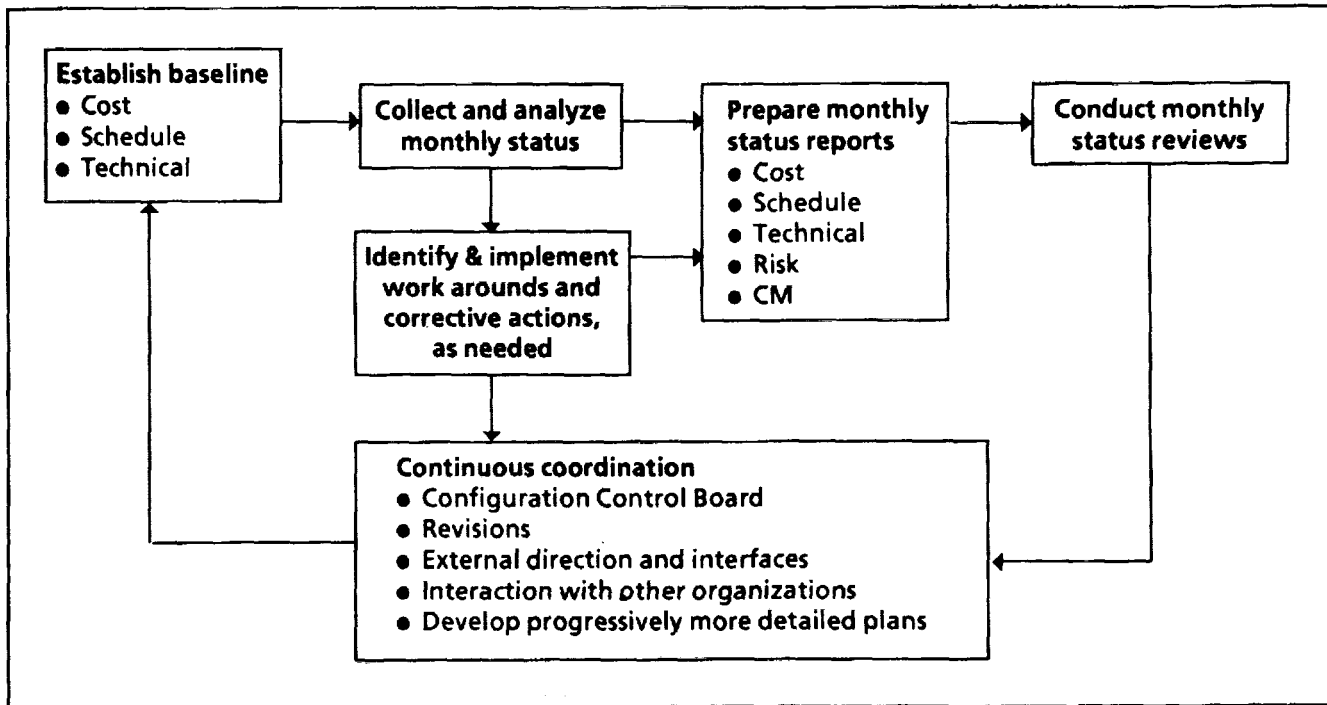 Establish baseline
● Cost
● Schedule
● Technical
Collect and analyze
monthly status
Prepare monthly
status reports
● Cost
● Schedule
● Technical
● Risk
● CM
Conduct monthly
status reviews
Identify & implement
work arounds and
corrective actions,
as needed
Continuous coordination
● Configuration Control Board
● Revisions
● External direction and interfaces
● Interaction with other organizations
● Develop progressively more detailed plans